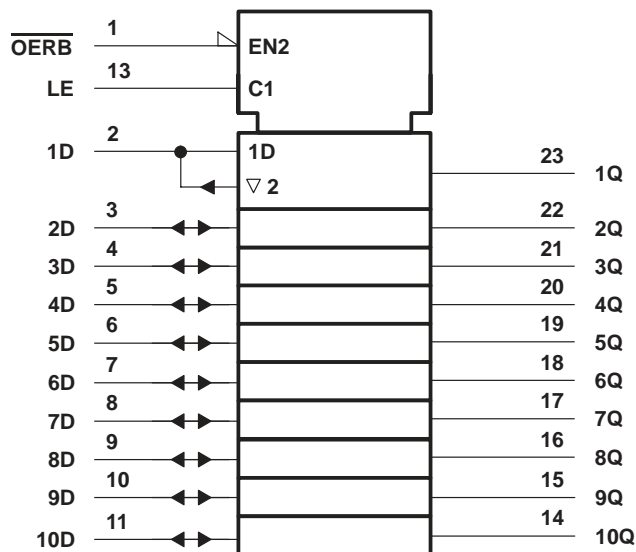 OERB 1 EN2
LE 13 C1
1D 2 1D
23 1Q
▽ 2
2D 3 22 2Q
3D 4 21 3Q
4D 5 20 4Q
5D 6 19 5Q
6D 7 18 6Q
7D 8 17 7Q
8D 9 16 8Q
9D 10 15 9Q
10D 11 14 10Q